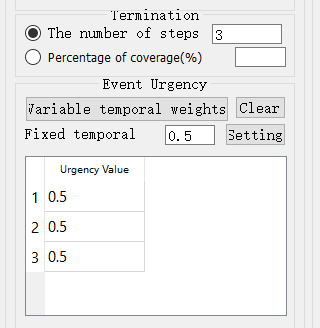 Termination
The number of steps 3
Percentage of coverage(%)
Event Urgency
Variable temporal weights Clear
Fixed temporal 0.5 Setting
Urgency Value
1 0.5
2 0.5
3 0.5